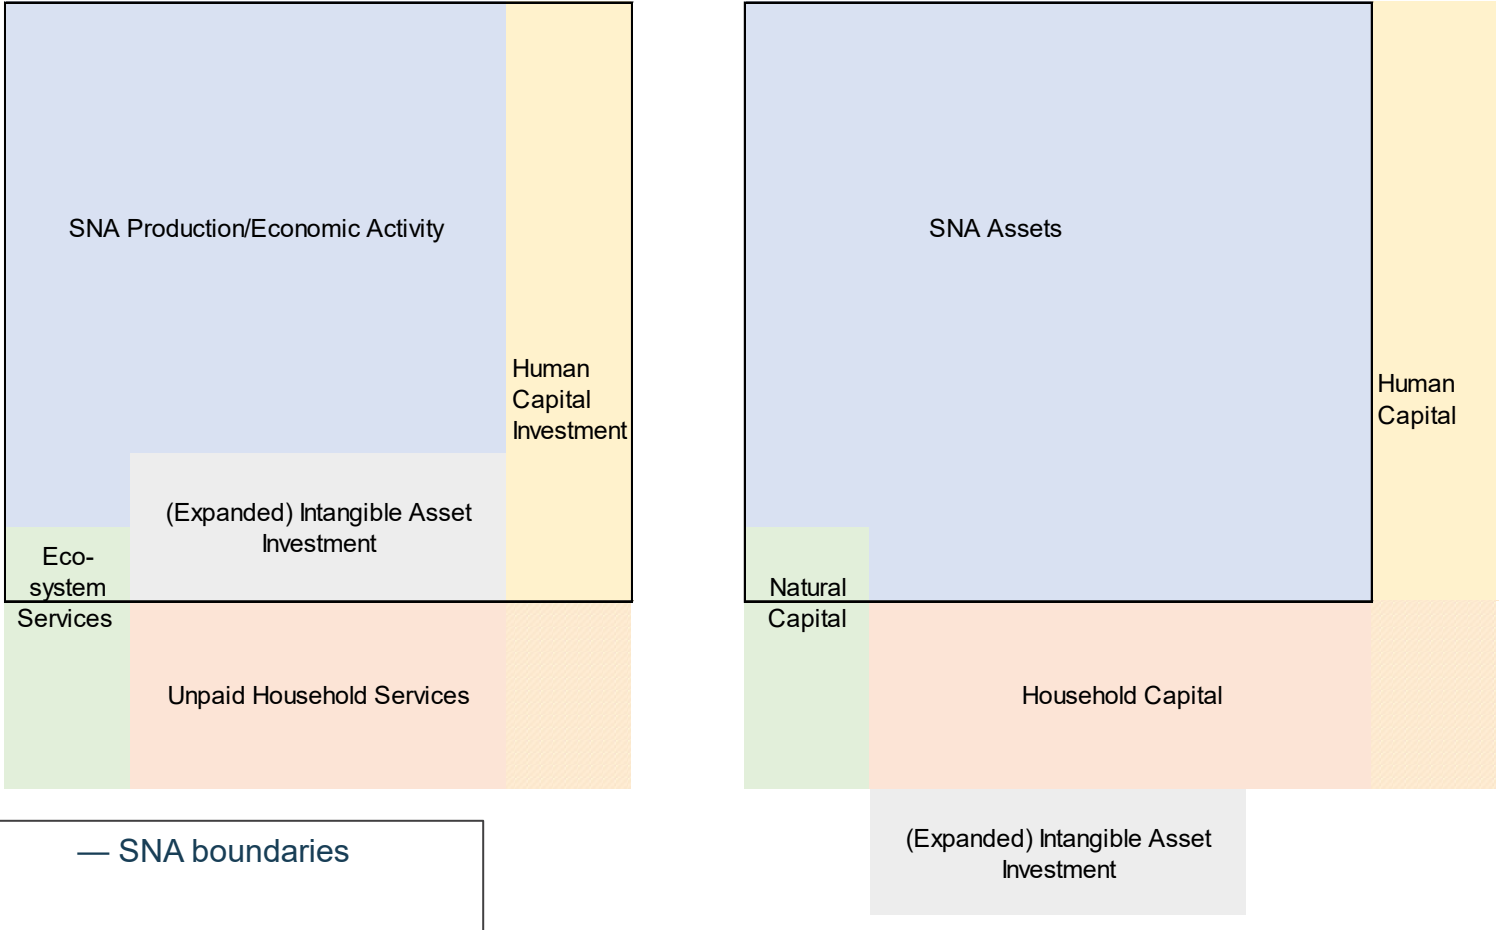 SNA Production/Economic Activity
Human
Capital
Investment
(Expanded) Intangible Asset
Investment
Eco-
system
Services
Unpaid Household Services
SNA Assets
Human
Capital
Natural
Capital
Household Capital
(Expanded) Intangible Asset
Investment
— SNA boundaries